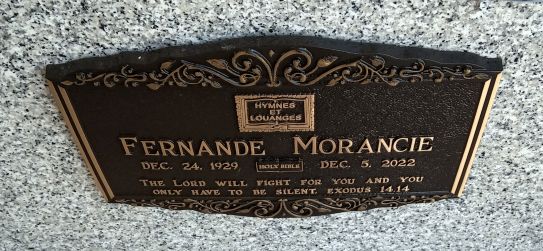 HYMNES
ET
LOUANGES
FERNANDE MORANCIE
DEC. 24, 1929 HOLY BIBLE DEC. 5, 2022
THE LORD WILL FIGHT FOR YOU AND YOU
ONLY HAVE TO BE SILENT. EXODUS 14.14